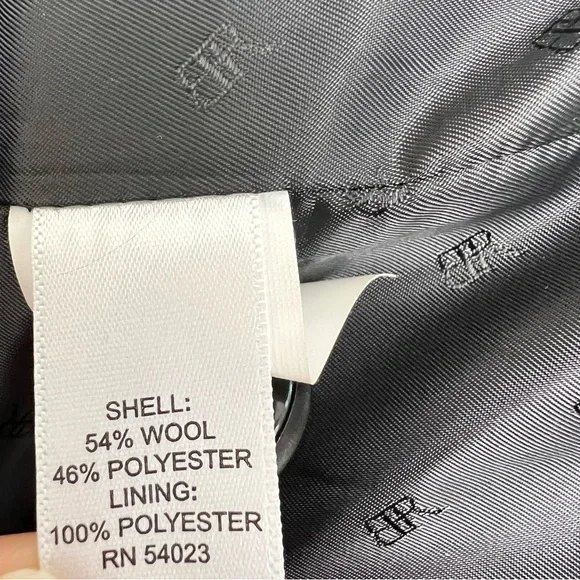 SHELL:
54% WOOL
46% POLYESTER
LINING:
100% POLYESTER
RN 54023